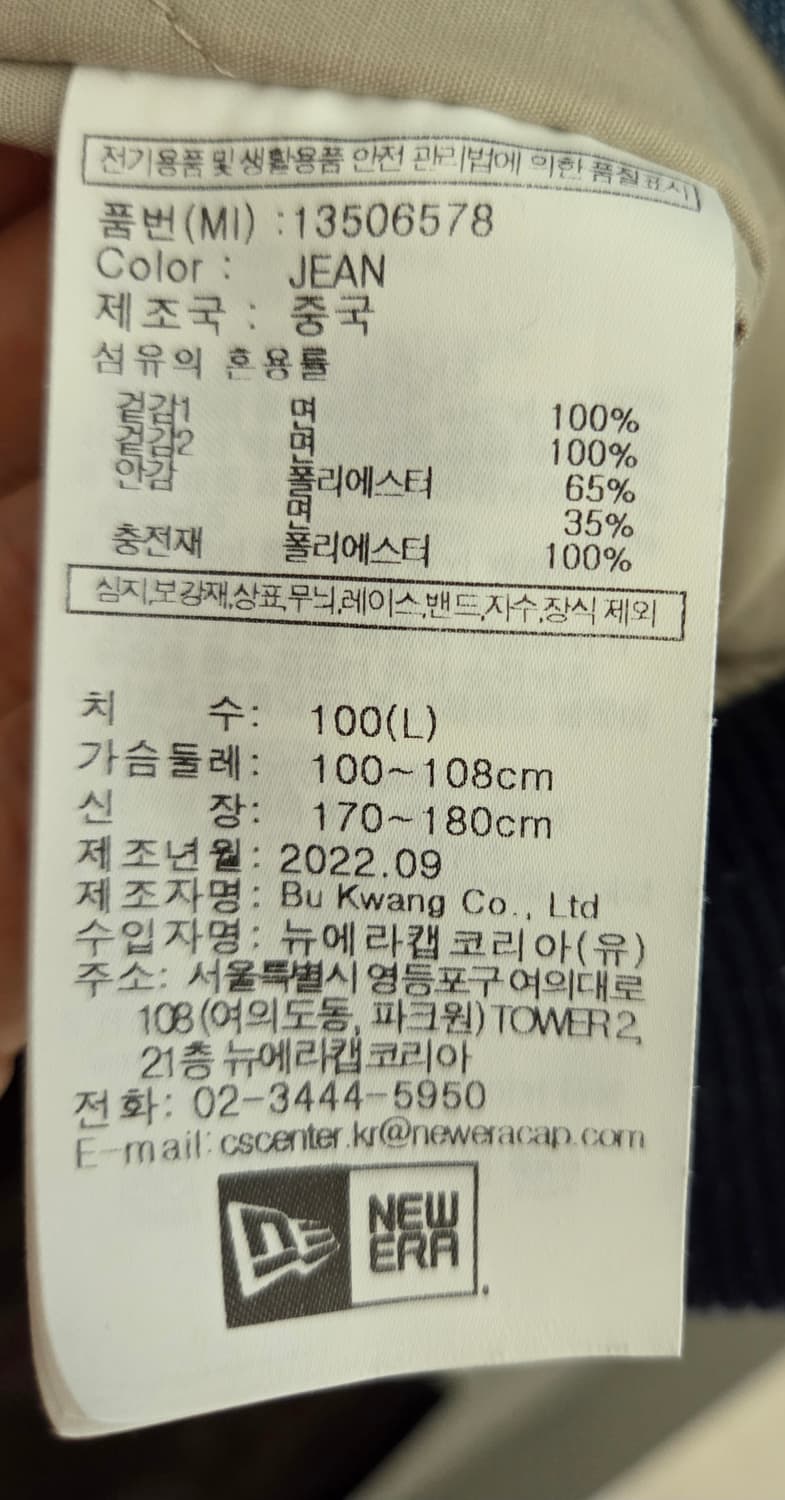 전기용품 및 생활용품 안전 관리법에 의한 품질표시
품번(MI) :13506578
Color : JEAN
제조국 : 중국
섬유의 혼용률
겉감1 면 100%
겉감2 면 100%
안감 폴리에스터 65%
면 35%
충전재 폴리에스터 100%
심지,보강재,상표,무늬,레이스,밴드,자수,장식 제외
치 수: 100(L)
가슴둘레: 100~108cm
신 장: 170~180cm
제조년월: 2022.09
제조자명: Bu Kwang Co., Ltd
수입자명: 뉴에라캡코리아(유)
주소: 서울특별시 영등포구 여의대로
108 (여의도동, 파크원) TOWER 2,
21층 뉴에라캡코리아
전화: 02-3444-5950
E-mail: cscenter.kr@neweracap.com
NEW
ERA